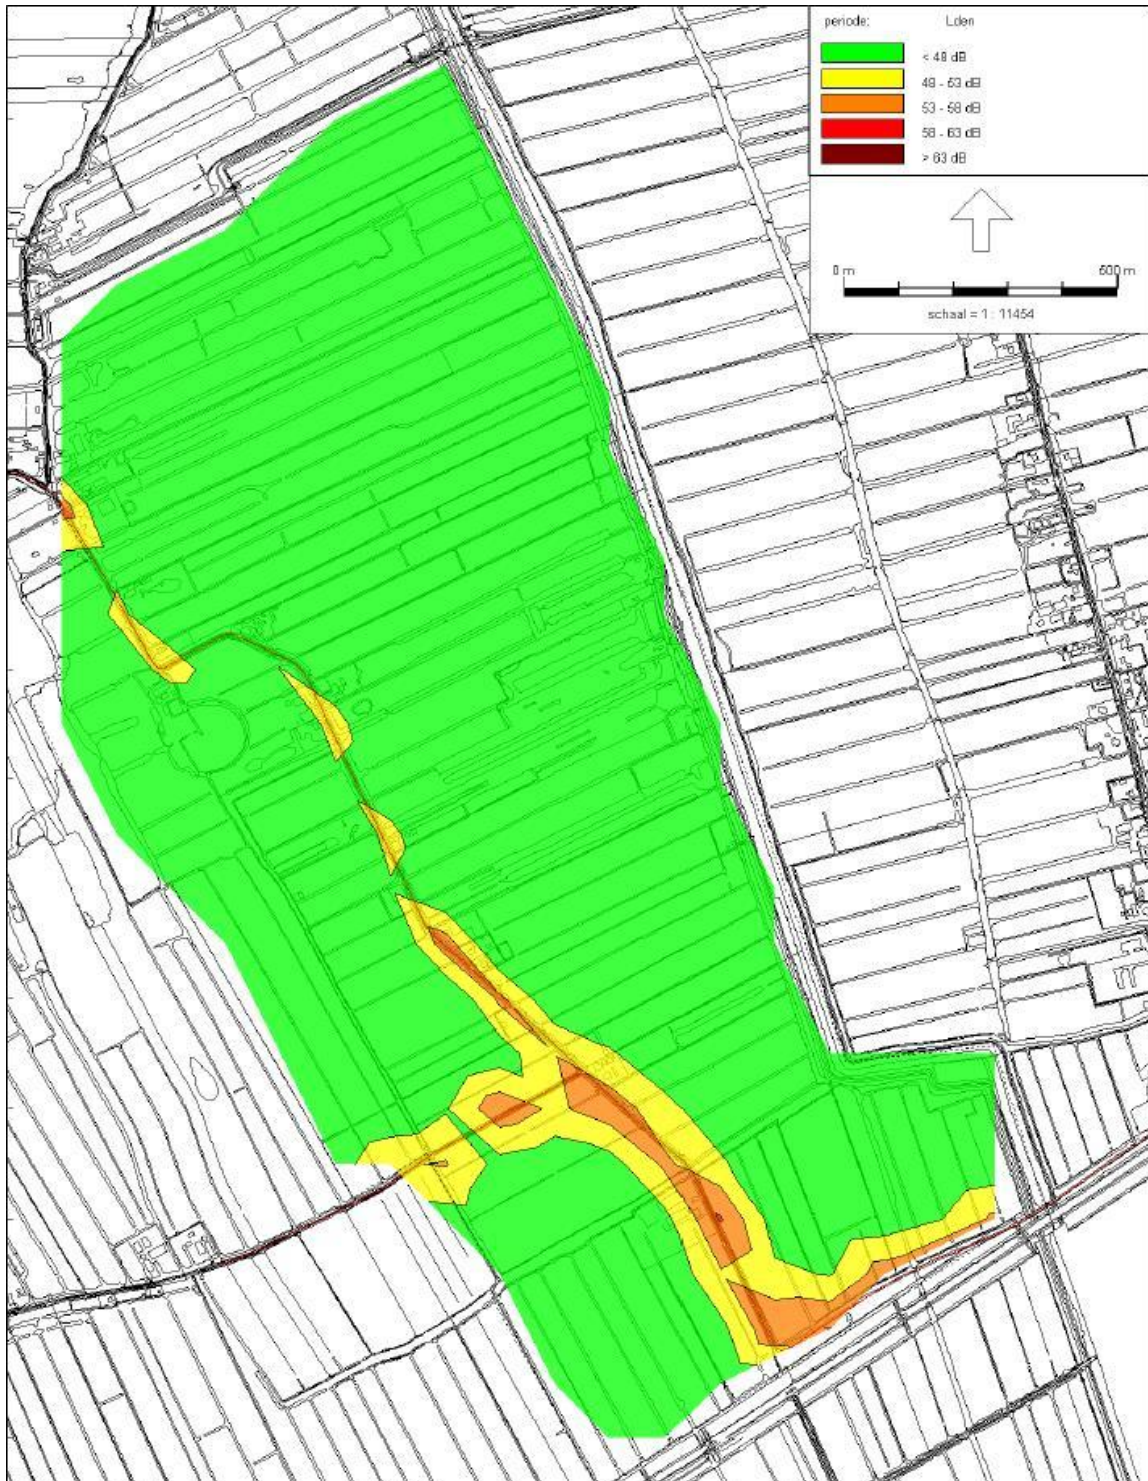 periode: Lden
< 48 dB
48 - 53 dB
53 - 58 dB
58 - 63 dB
> 63 dB
0 m 600 m
schaal = 1 : 11454